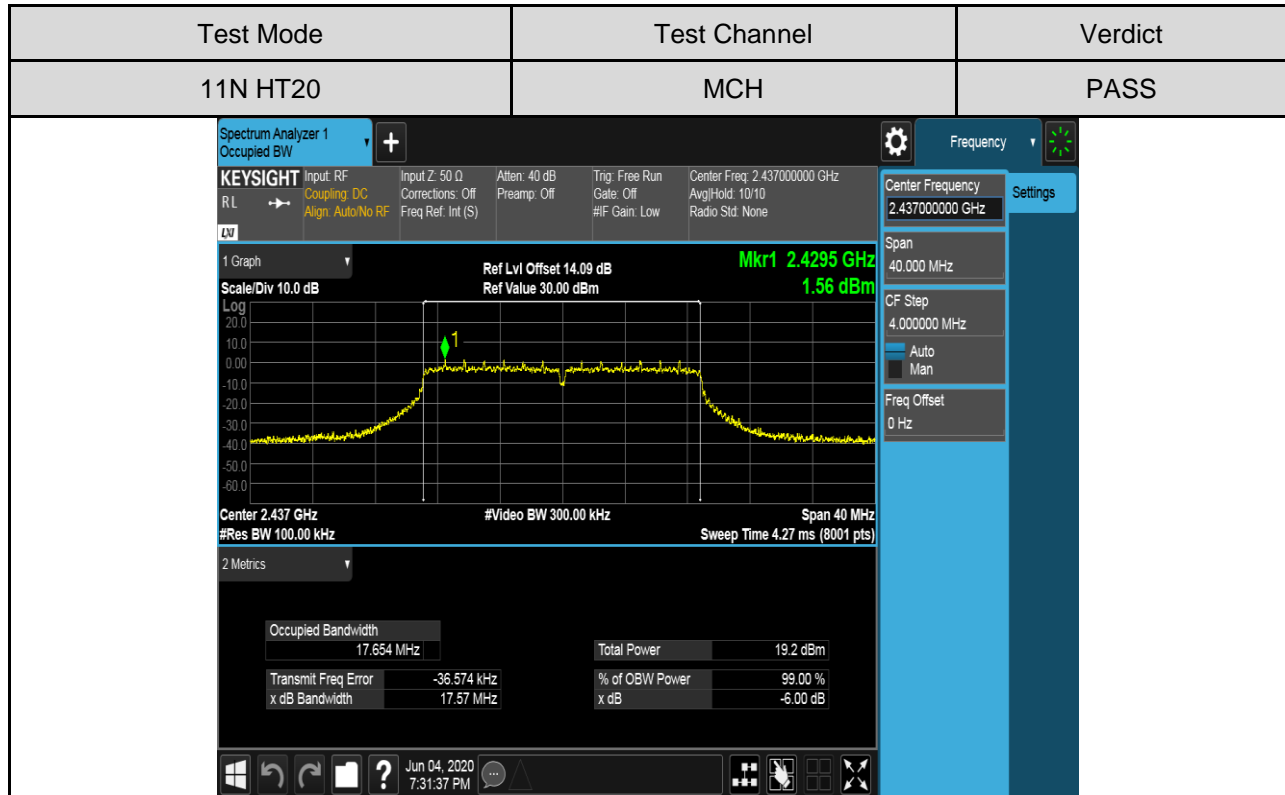 Test Mode Test Channel Verdict
11N HT20 MCH PASS
Spectrum Analyzer 1
Occupied BW
+
Frequency
KEYSIGHT
RL
LXI
Input: RF
Coupling: DC
Align: Auto/No RF
Input Z: 50 Ω
Corrections: Off
Freq Ref: Int (S)
Atten: 40 dB
Preamp: Off
Trig: Free Run
Gate: Off
#IF Gain: Low
Center Freq: 2.437000000 GHz
Avg|Hold: 10/10
Radio Std: None
Center Frequency
2.437000000 GHz
Settings
Span
40.000 MHz
CF Step
4.000000 MHz
Auto
Man
Freq Offset
0 Hz
1 Graph
Scale/Div 10.0 dB
Ref Lvl Offset 14.09 dB
Ref Value 30.00 dBm
Mkr1 2.4295 GHz
1.56 dBm
Log
20.0
10.0
0.00
-10.0
-20.0
-30.0
-40.0
-50.0
-60.0
1
Center 2.437 GHz #Video BW 300.00 kHz Span 40 MHz
#Res BW 100.00 kHz Sweep Time 4.27 ms (8001 pts)
2 Metrics
Occupied Bandwidth
17.654 MHz
Total Power 19.2 dBm
Transmit Freq Error -36.574 kHz % of OBW Power 99.00 %
x dB Bandwidth 17.57 MHz x dB -6.00 dB
?
Jun 04, 2020
7:31:37 PM